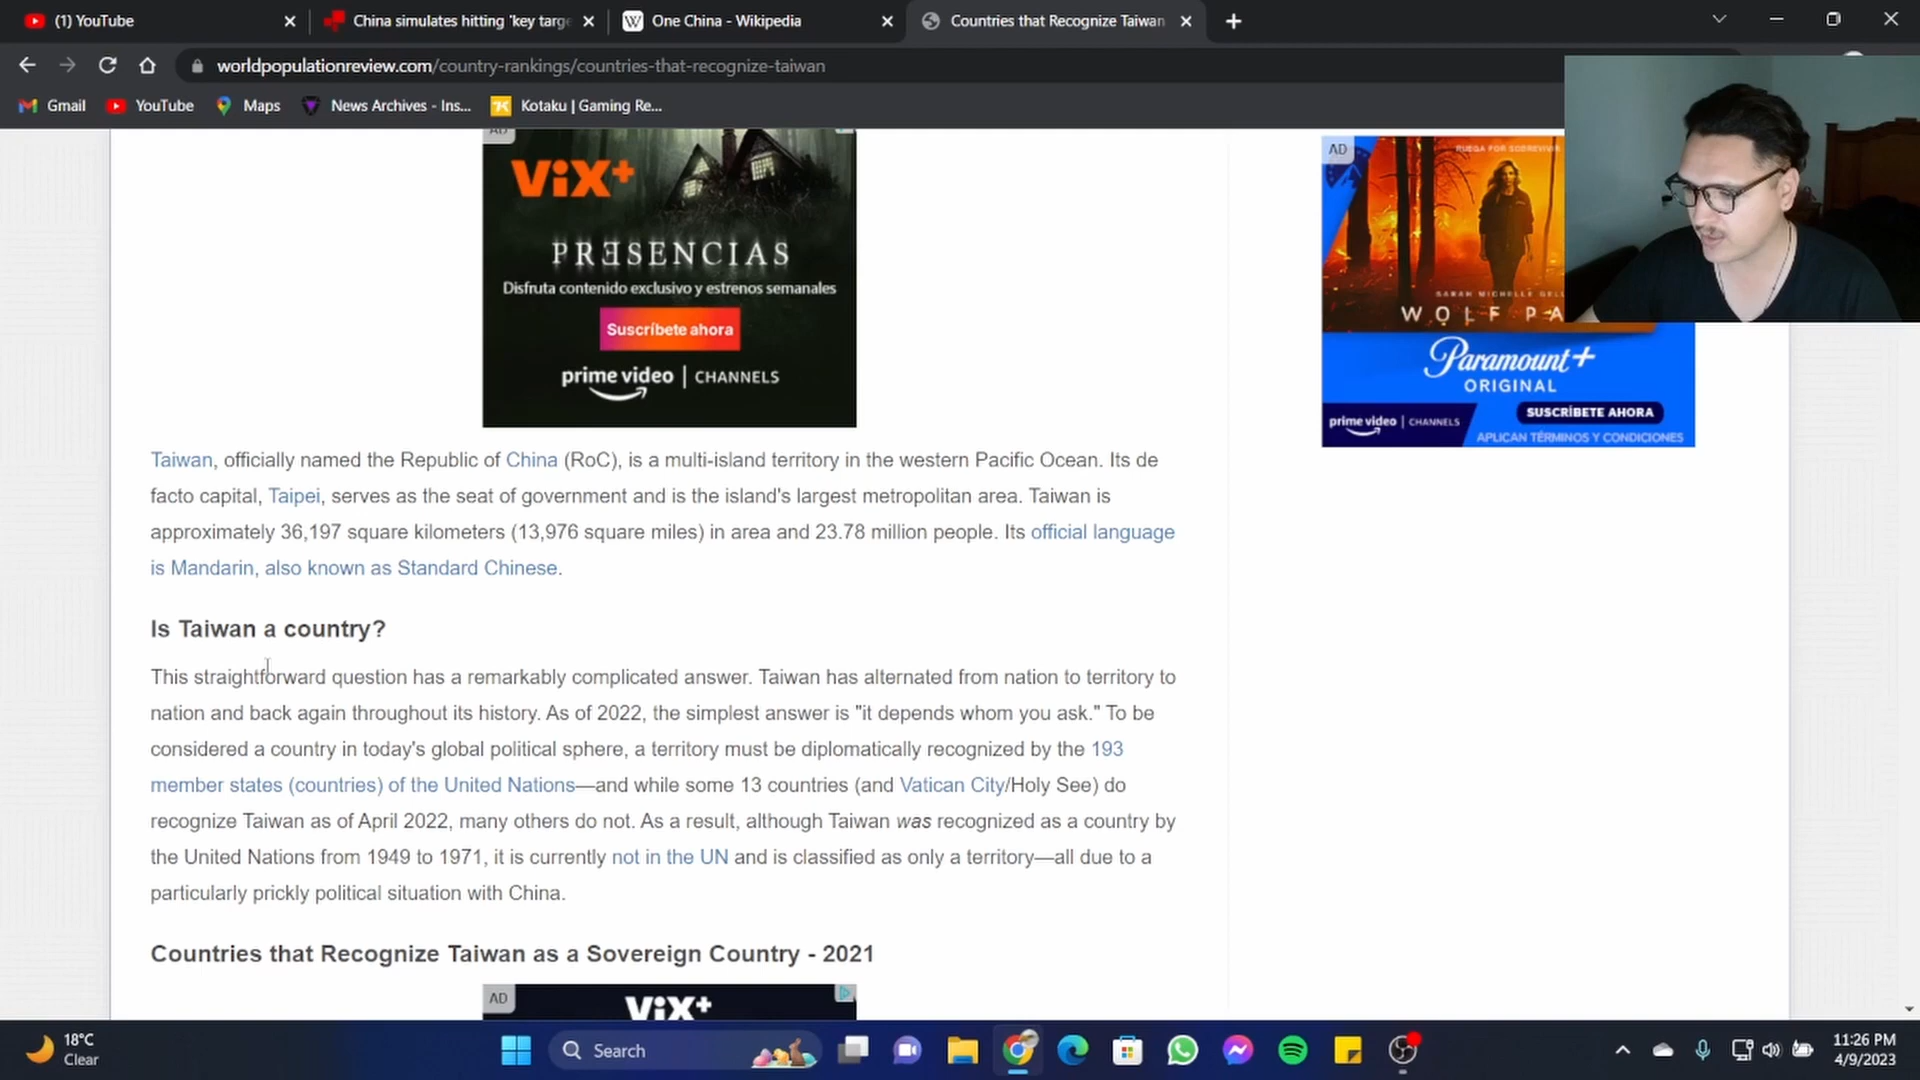 (1) YouTube
China simulates hitting 'key targe
One China - Wikipedia
Countries that Recognize Taiwan
worldpopulationreview.com/country-rankings/countries-that-recognize-taiwan
Gmail
YouTube
Maps
News Archives - Ins...
Kotaku | Gaming Re...
AD
ViX+
PRESENCIAS
Disfruta contenido exclusivo y estrenos semanales
Suscríbete ahora
prime video | CHANNELS
AD
RUEGA POR SOBREVIVIR
SARAH MICHELLE GELL
WOLF PA
Paramount+
ORIGINAL
prime video | CHANNELS
SUSCRÍBETE AHORA
APLICAN TÉRMINOS Y CONDICIONES
Taiwan, officially named the Republic of China (RoC), is a multi-island territory in the western Pacific Ocean. Its de
facto capital, Taipei, serves as the seat of government and is the island's largest metropolitan area. Taiwan is
approximately 36,197 square kilometers (13,976 square miles) in area and 23.78 million people. Its official language
is Mandarin, also known as Standard Chinese.
Is Taiwan a country?
This straightforward question has a remarkably complicated answer. Taiwan has alternated from nation to territory to
nation and back again throughout its history. As of 2022, the simplest answer is "it depends whom you ask." To be
considered a country in today's global political sphere, a territory must be diplomatically recognized by the 193
member states (countries) of the United Nations—and while some 13 countries (and Vatican City/Holy See) do
recognize Taiwan as of April 2022, many others do not. As a result, although Taiwan was recognized as a country by
the United Nations from 1949 to 1971, it is currently not in the UN and is classified as only a territory—all due to a
particularly prickly political situation with China.
Countries that Recognize Taiwan as a Sovereign Country - 2021
AD
ViX+
18°C
Clear
Search
11:26 PM
4/9/2023